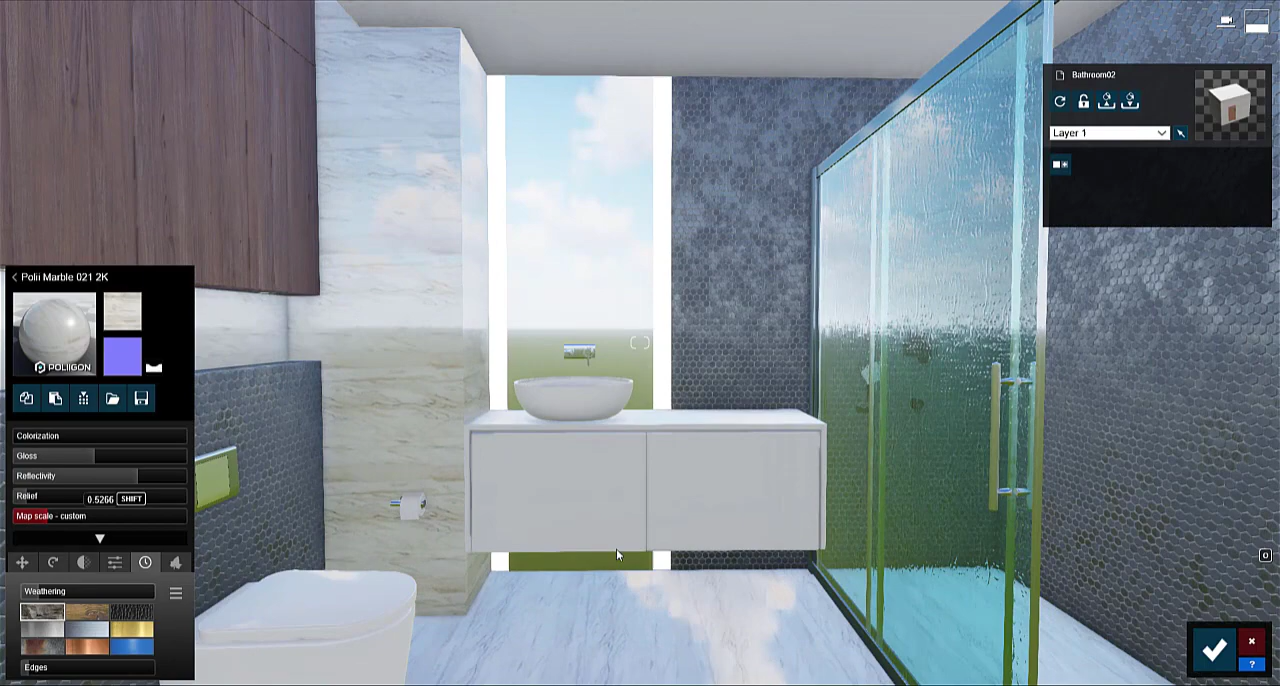 Bathroom02
Layer 1
Polii Marble 021 2K
POLIIGON
Colorization
Gloss
Reflectivity
Relief
0.5266 SHIFT
Map scale - custom
Weathering
Edges
O
?